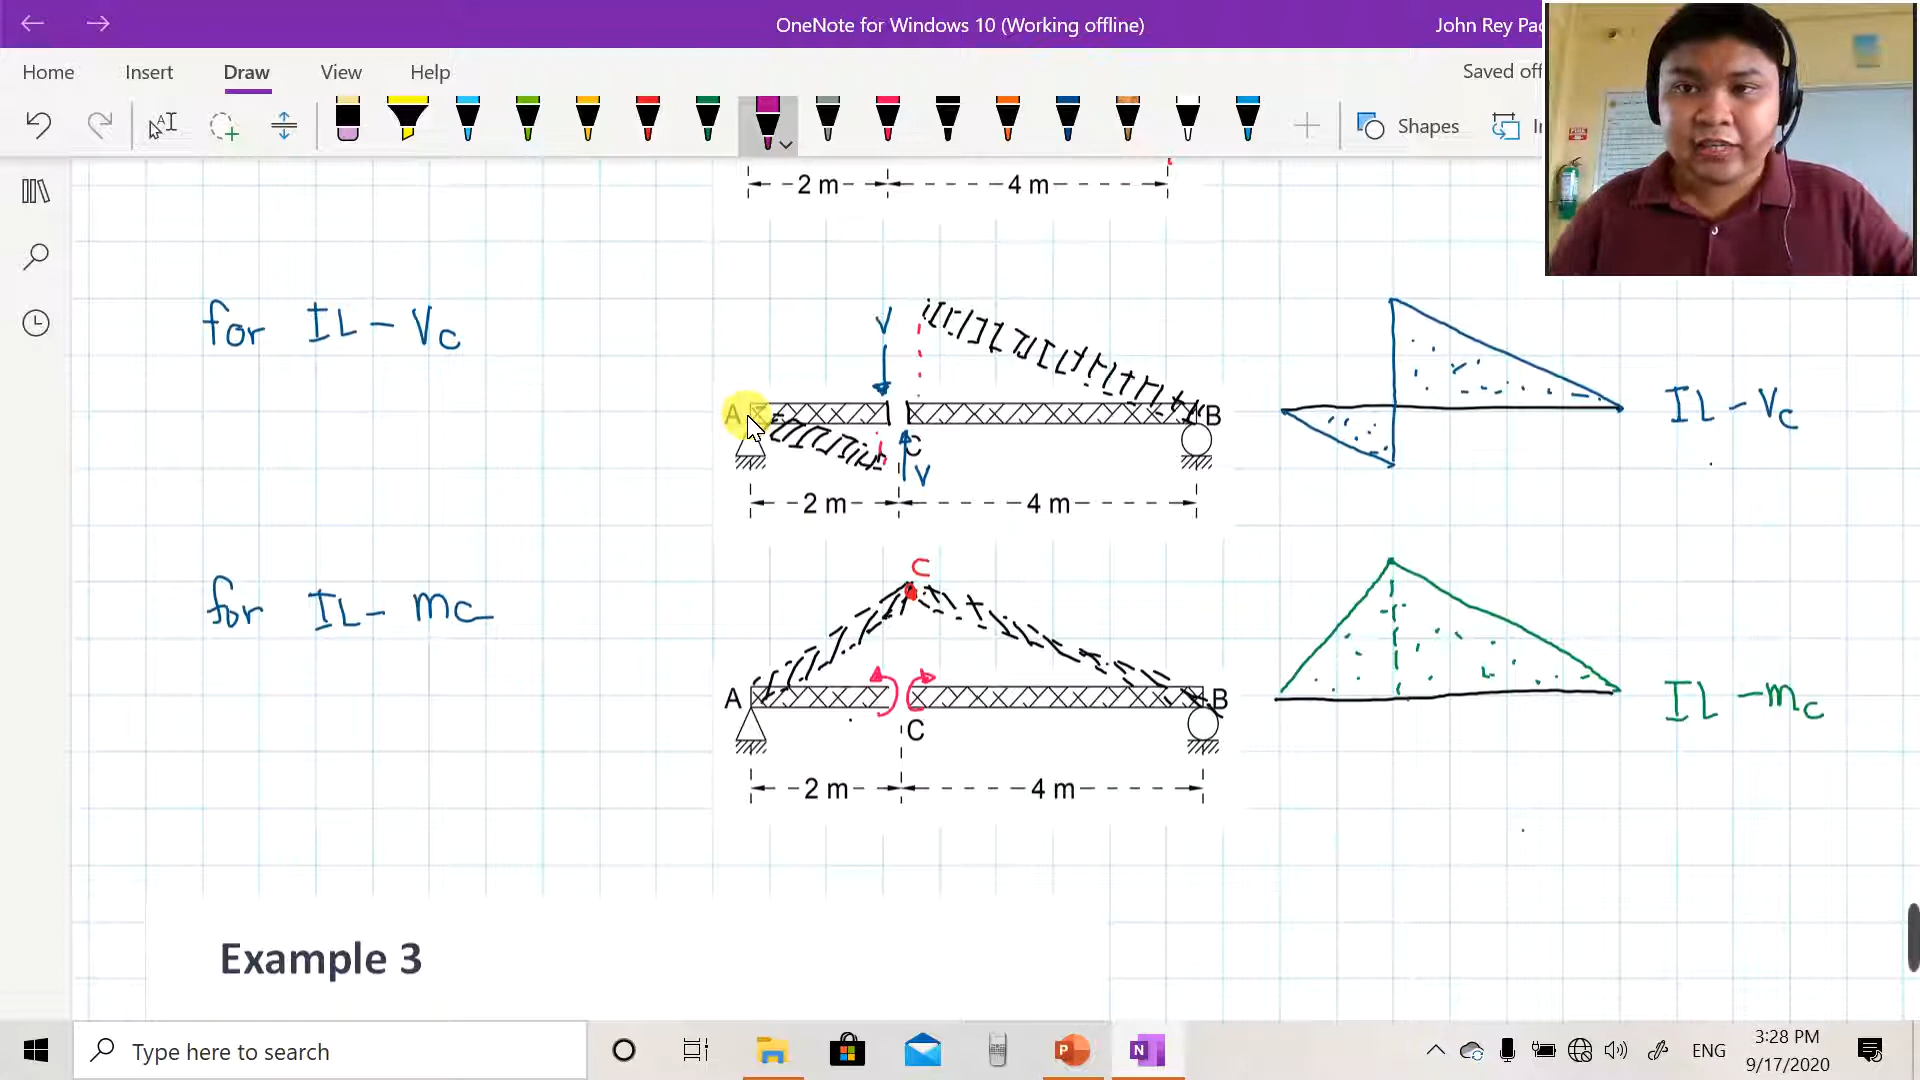 OneNote for Windows 10 (Working offline)
John Rey Pa
Home Insert Draw View Help
Saved off
Shapes
2 m 4 m
for IL - Vc
V
A B
C
V
2 m 4 m
IL - Vc
for IL - mc
C
A B
C
2 m 4 m
IL - mc
Example 3
Type here to search
ENG
3:28 PM
9/17/2020